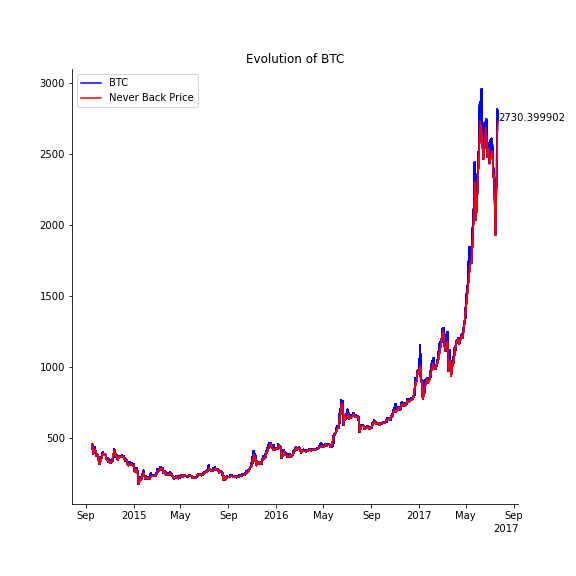 Evolution of BTC
BTC
Never Back Price
3000
2500
2000
1500
1000
500
2730.399902
Sep
2015
May
Sep
2016
May
Sep
2017
May
Sep
2017